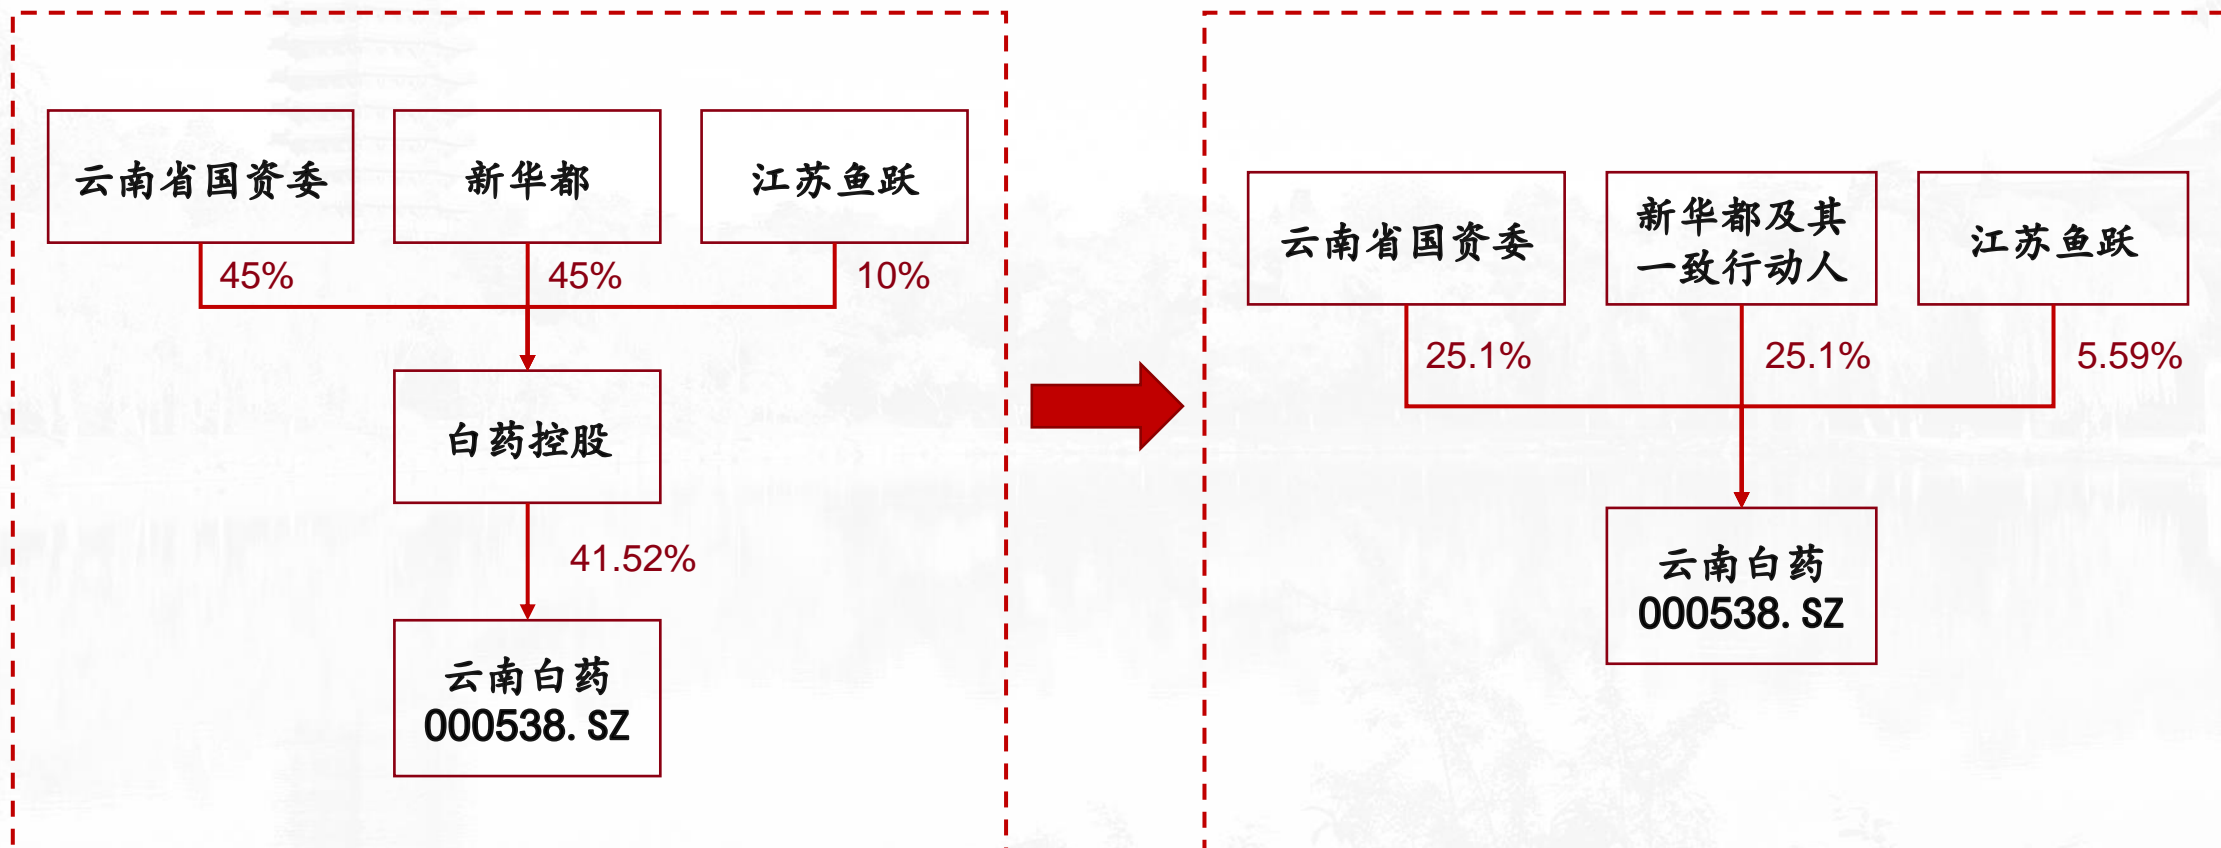 云南省国资委
新华都
江苏鱼跃
45%
45%
10%
白药控股
41.52%
云南白药
000538.SZ
云南省国资委
新华都及其
一致行动人
江苏鱼跃
25.1%
25.1%
5.59%
云南白药
000538.SZ